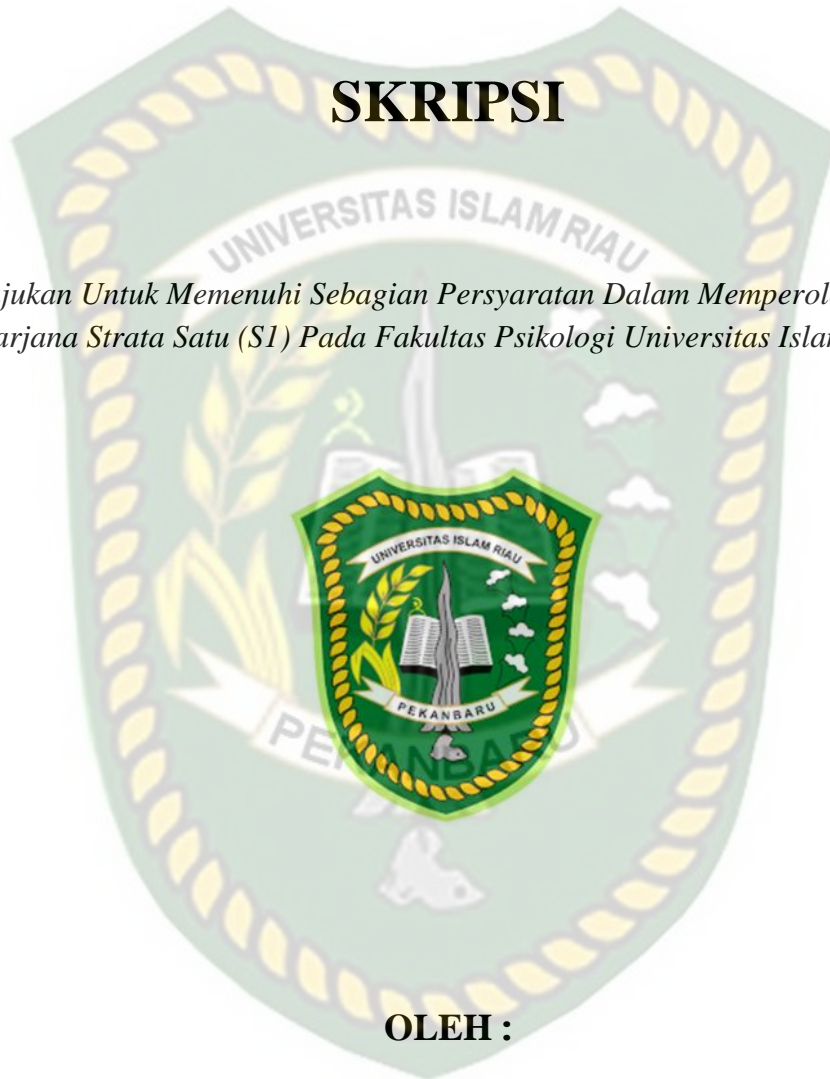 SKRIPSI
UNIVERSITAS ISLAM RIAU
jukan Untuk Memenuhi Sebagian Persyaratan Dalam Memperol
arjana Strata Satu (S1) Pada Fakultas Psikologi Universitas Isla
UNIVERSITAS ISLAM RIAU
PEKANBARU
PEKANBARU
OLEH :